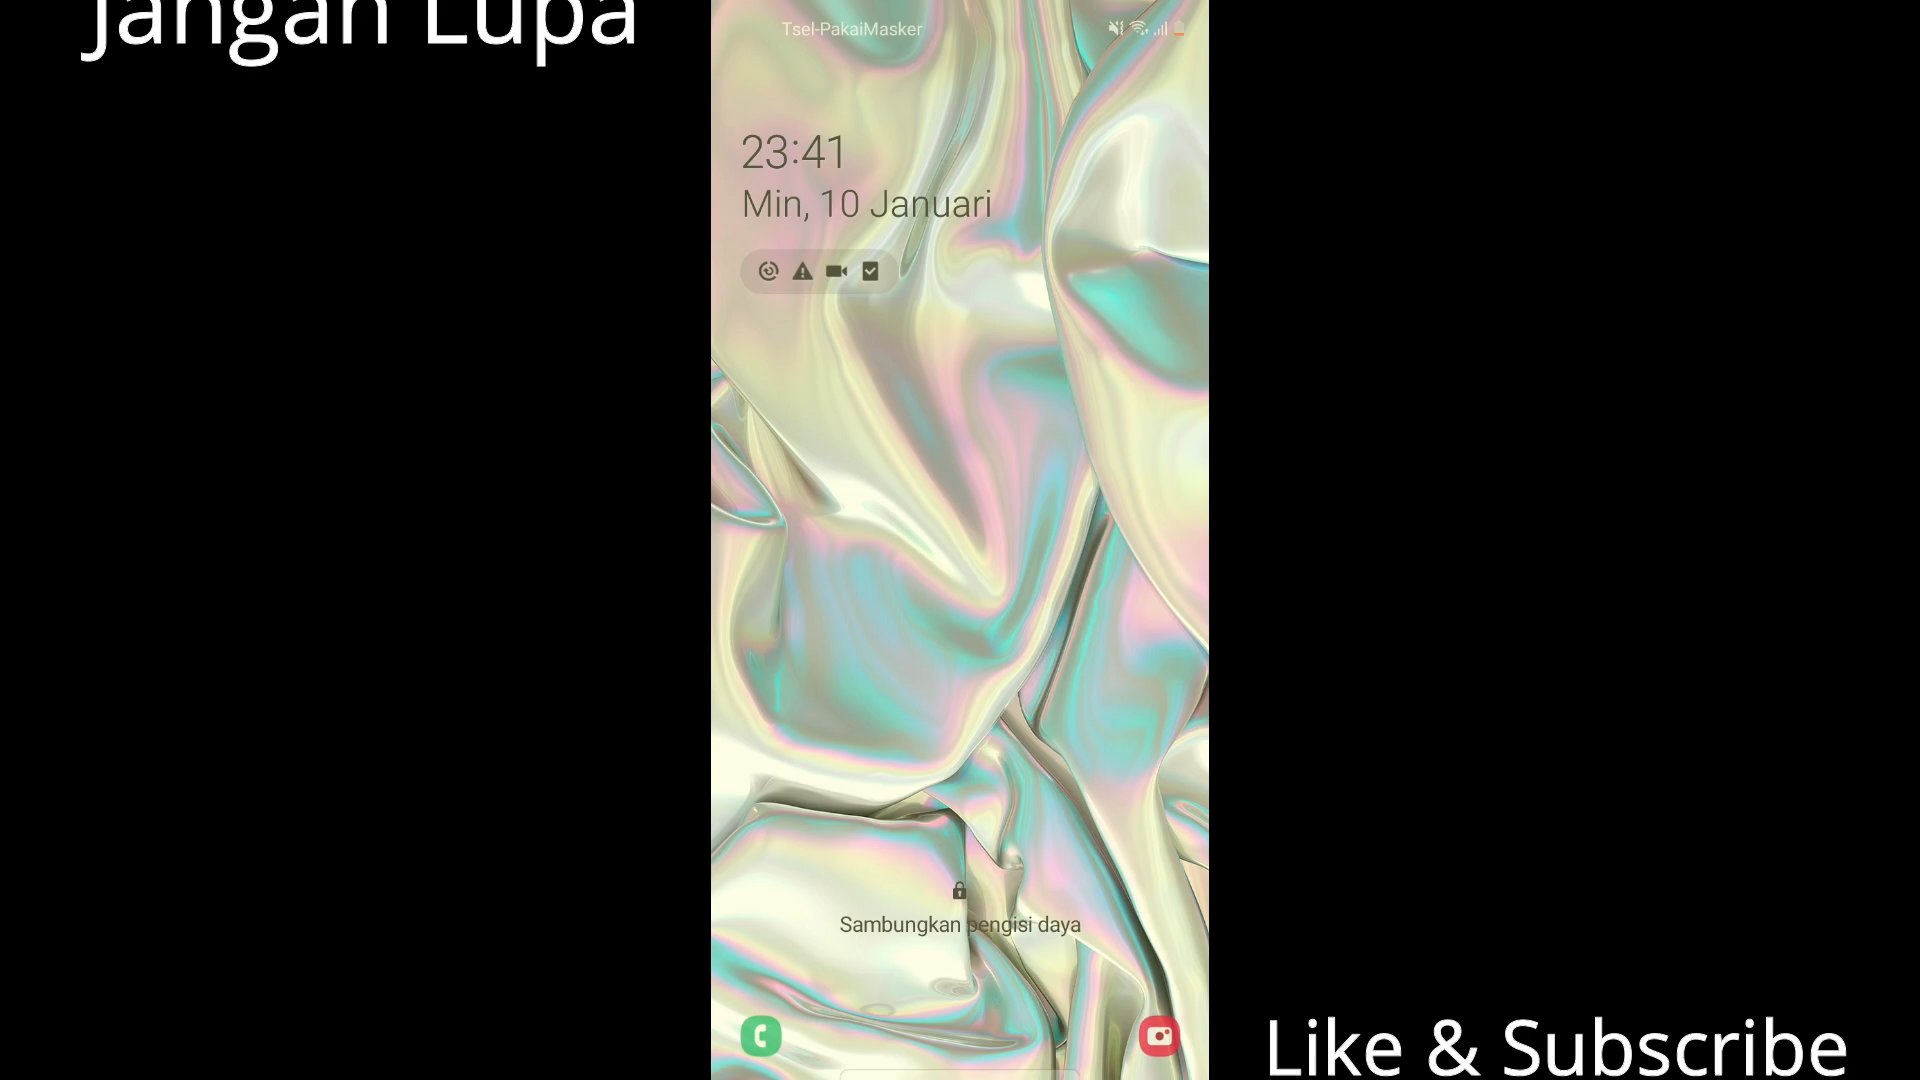 Jangan Lupa
Tsel-PakaiMasker
23:41
Min, 10 Januari
Sambungkan pengisi daya
Like & Subscribe